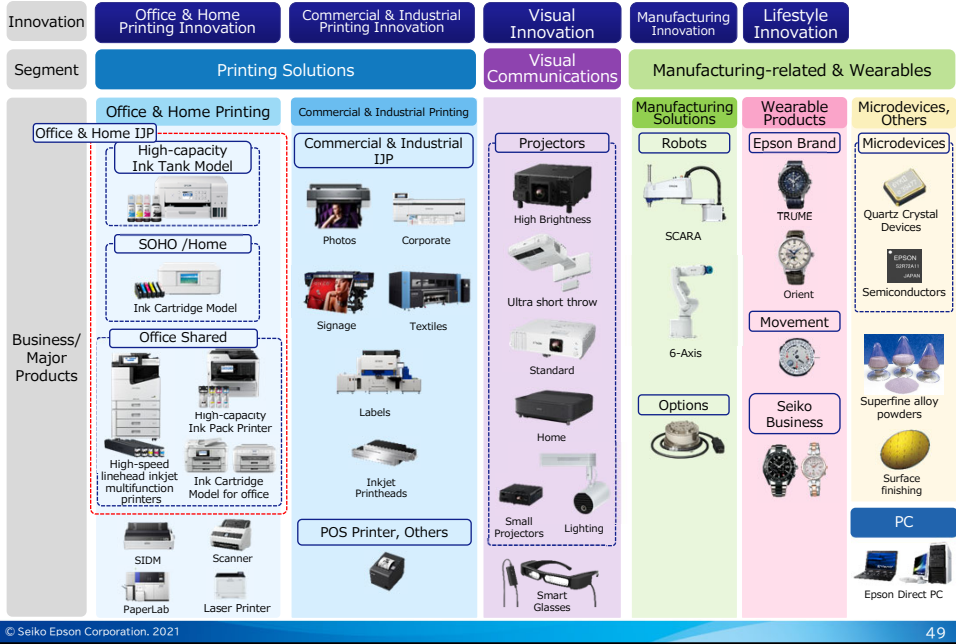 Innovation
Office & Home
Printing Innovation
Commercial & Industrial
Printing Innovation
Visual
Innovation
Manufacturing
Innovation
Lifestyle
Innovation
Segment
Printing Solutions
Visual
Communications
Manufacturing-related & Wearables
Business/
Major
Products
Office & Home Printing
Office & Home IJP
High-capacity
Ink Tank Model
SOHO /Home
Ink Cartridge Model
Office Shared
High-capacity
Ink Pack Printer
High-speed
linehead inkjet
multifunction
printers
Ink Cartridge
Model for office
SIDM
Scanner
PaperLab
Laser Printer
Commercial & Industrial Printing
Commercial & Industrial
IJP
Photos
Corporate
Signage
Textiles
Labels
Inkjet
Printheads
POS Printer, Others
Projectors
High Brightness
Ultra short throw
Standard
Home
Small
Projectors
Lighting
Smart
Glasses
Manufacturing
Solutions
Robots
SCARA
6-Axis
Options
Wearable
Products
Epson Brand
TRUME
Orient
Movement
Seiko
Business
Microdevices,
Others
Microdevices
Quartz Crystal
Devices
EPSON
JAPAN
Semiconductors
Superfine alloy
powders
Surface
finishing
PC
Epson Direct PC
© Seiko Epson Corporation. 2021
49